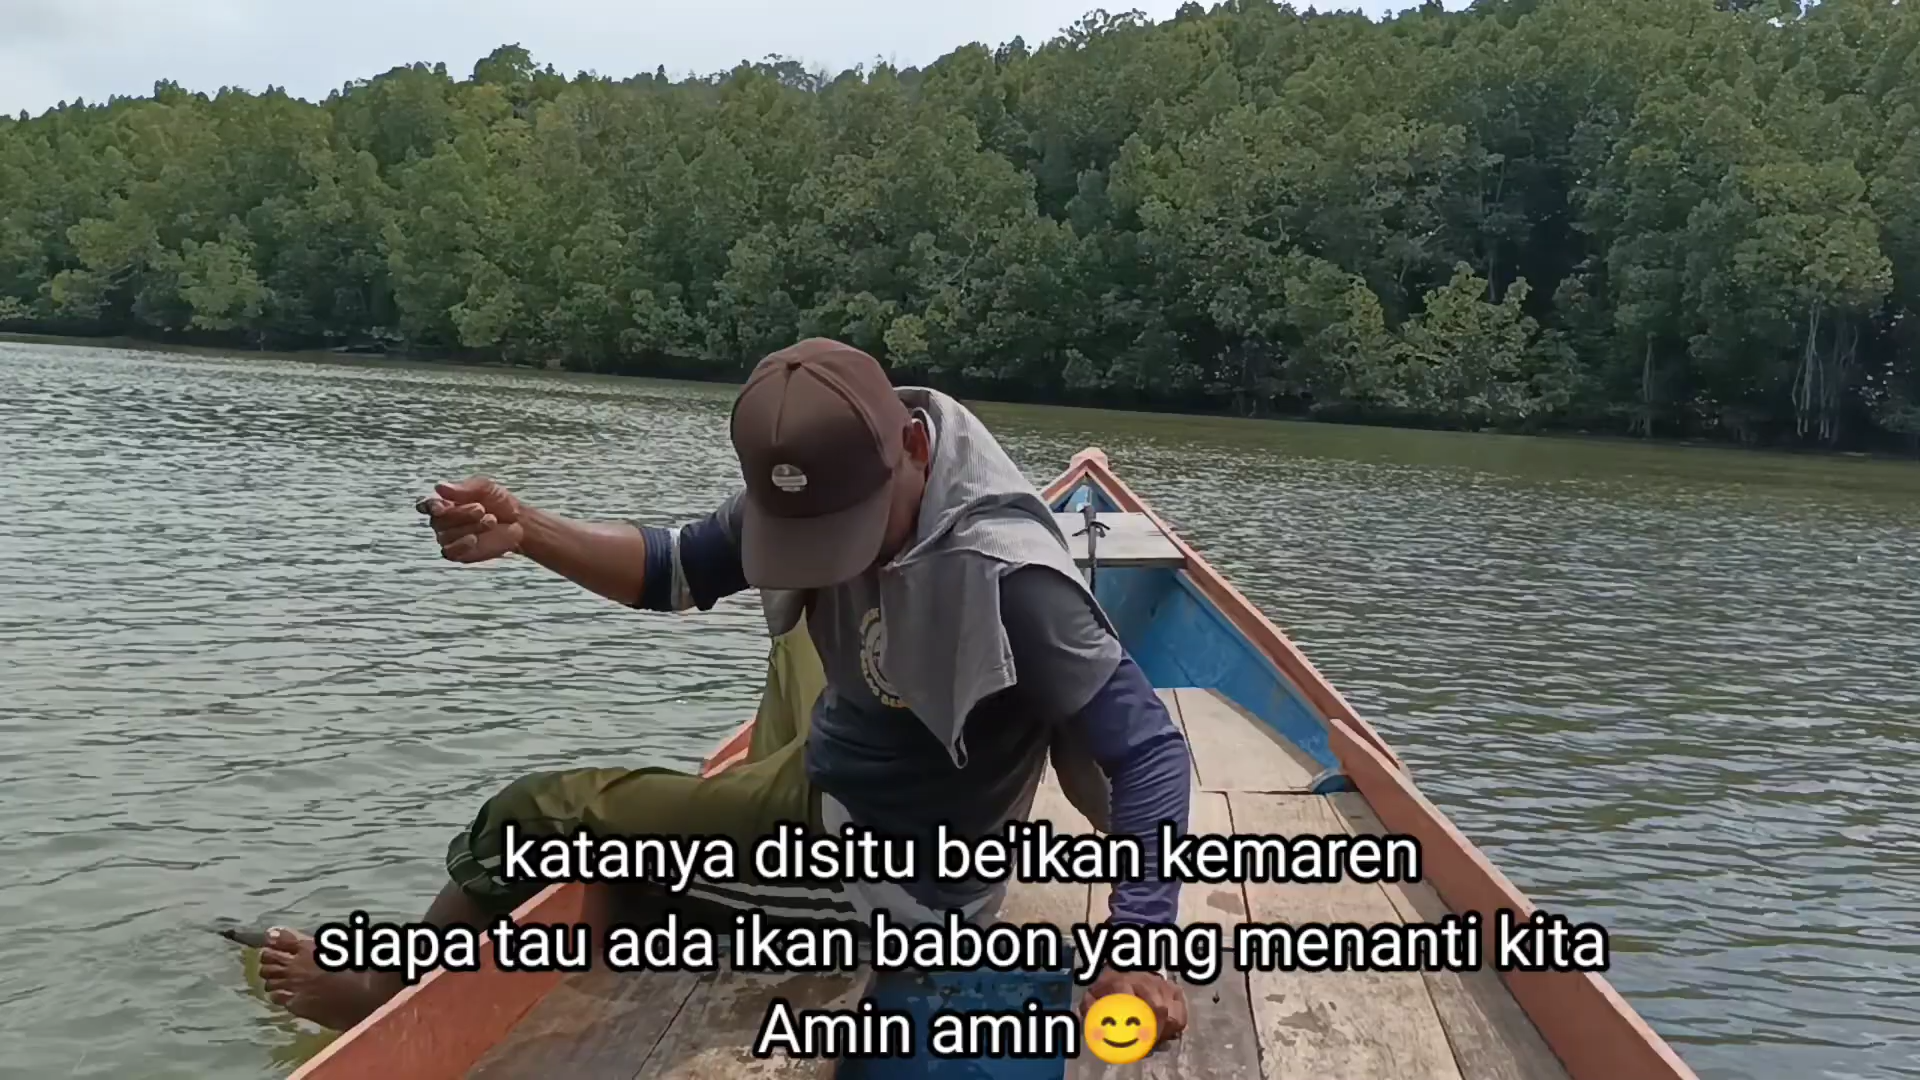 katanya disitu be'ikan kemaren
siapa tau ada ikan babon yang menanti kita
Amin amin😊